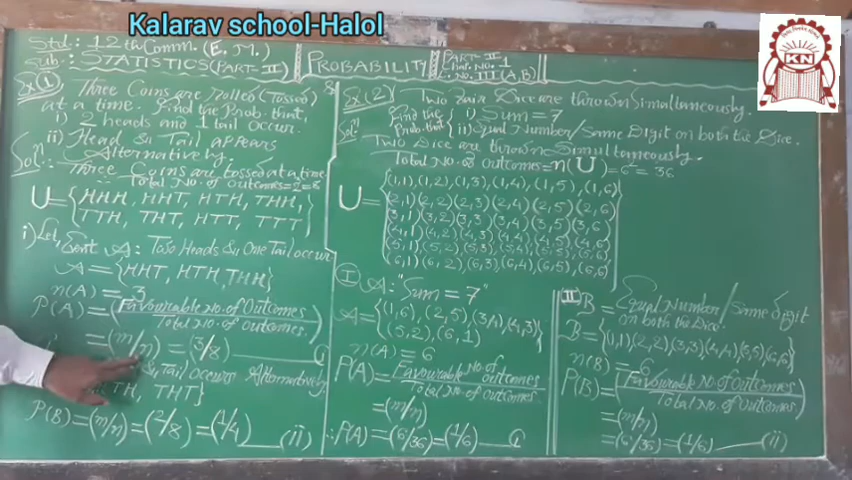 Kalarav school-Halol
KN
Std: 12th Comm. (E.M.)
Sub: STATISTICS (PART-II)
PROBABILITY
PART-II
Chap. No.-1
(A,B)
Ex(1) Three Coins are Rolled (Tossed)
at a time. Find the Prob. that,
i) 2 heads and 1 tail occur.
ii) Head & Tail appears
Alternatively.
Soln Three Coins are tossed at a time
∴ Total No. of outcomes = 2 = 8
U = {HHH, HHT, HTH, THH,
TTH, THT, HTT, TTT}
i) Let, A: Two Heads & One Tail occur
A = {HHT, HTH, THH}
n(A) = 3
P(A) = (Favourable No. of Outcomes
Total No. of outcomes.)
= (m/n) = (3/8) i
& Tail occurs Alternatively
TH, THT}
P(B) = (m/n) = (2/8) = (1/4) (ii)
Ex(2) Two Fair Dice are thrown Simultaneously.
Find the Prob. that { i) Sum = 7
ii) Equal Number/Same Digit on both the Dice.
Soln Two Dice are thrown Simultaneously.
Total No. of outcomes = n(U) = 6 = 36
U = {(1,1), (1,2), (1,3), (1,4), (1,5), (1,6)
(2,1) (2,2) (2,3) (2,4) (2,5) (2,6)
(3,1) (3,2) (3,3) (3,4) (3,5) (3,6)
(4,1) (4,2) (4,3) (4,4) (4,5) (4,6)
(5,1) (5,2) (5,3) (5,4) (5,5) (5,6)
(6,1) (6,2) (6,3) (6,4) (6,5) (6,6)}
I A: "Sum = 7"
A = {(1,6), (2,5) (3,4), (4,3),
(5,2), (6,1)}
n(A) = 6
P(A) = Favourable No. of outcomes
Total No. of outcomes.
= (m/n)
∴ P(A) = (6/36) = (1/6) i
II B = Equal Number/Same digit
on both the Dice.
B = {(1,1) (2,2) (3,3) (4,4) (5,5) (6,6)}
n(B) = 6
P(B) = (Favourable No. of Outcomes
Total No. of outcomes)
= (m/n)
= (6/36) = (1/6) (ii)